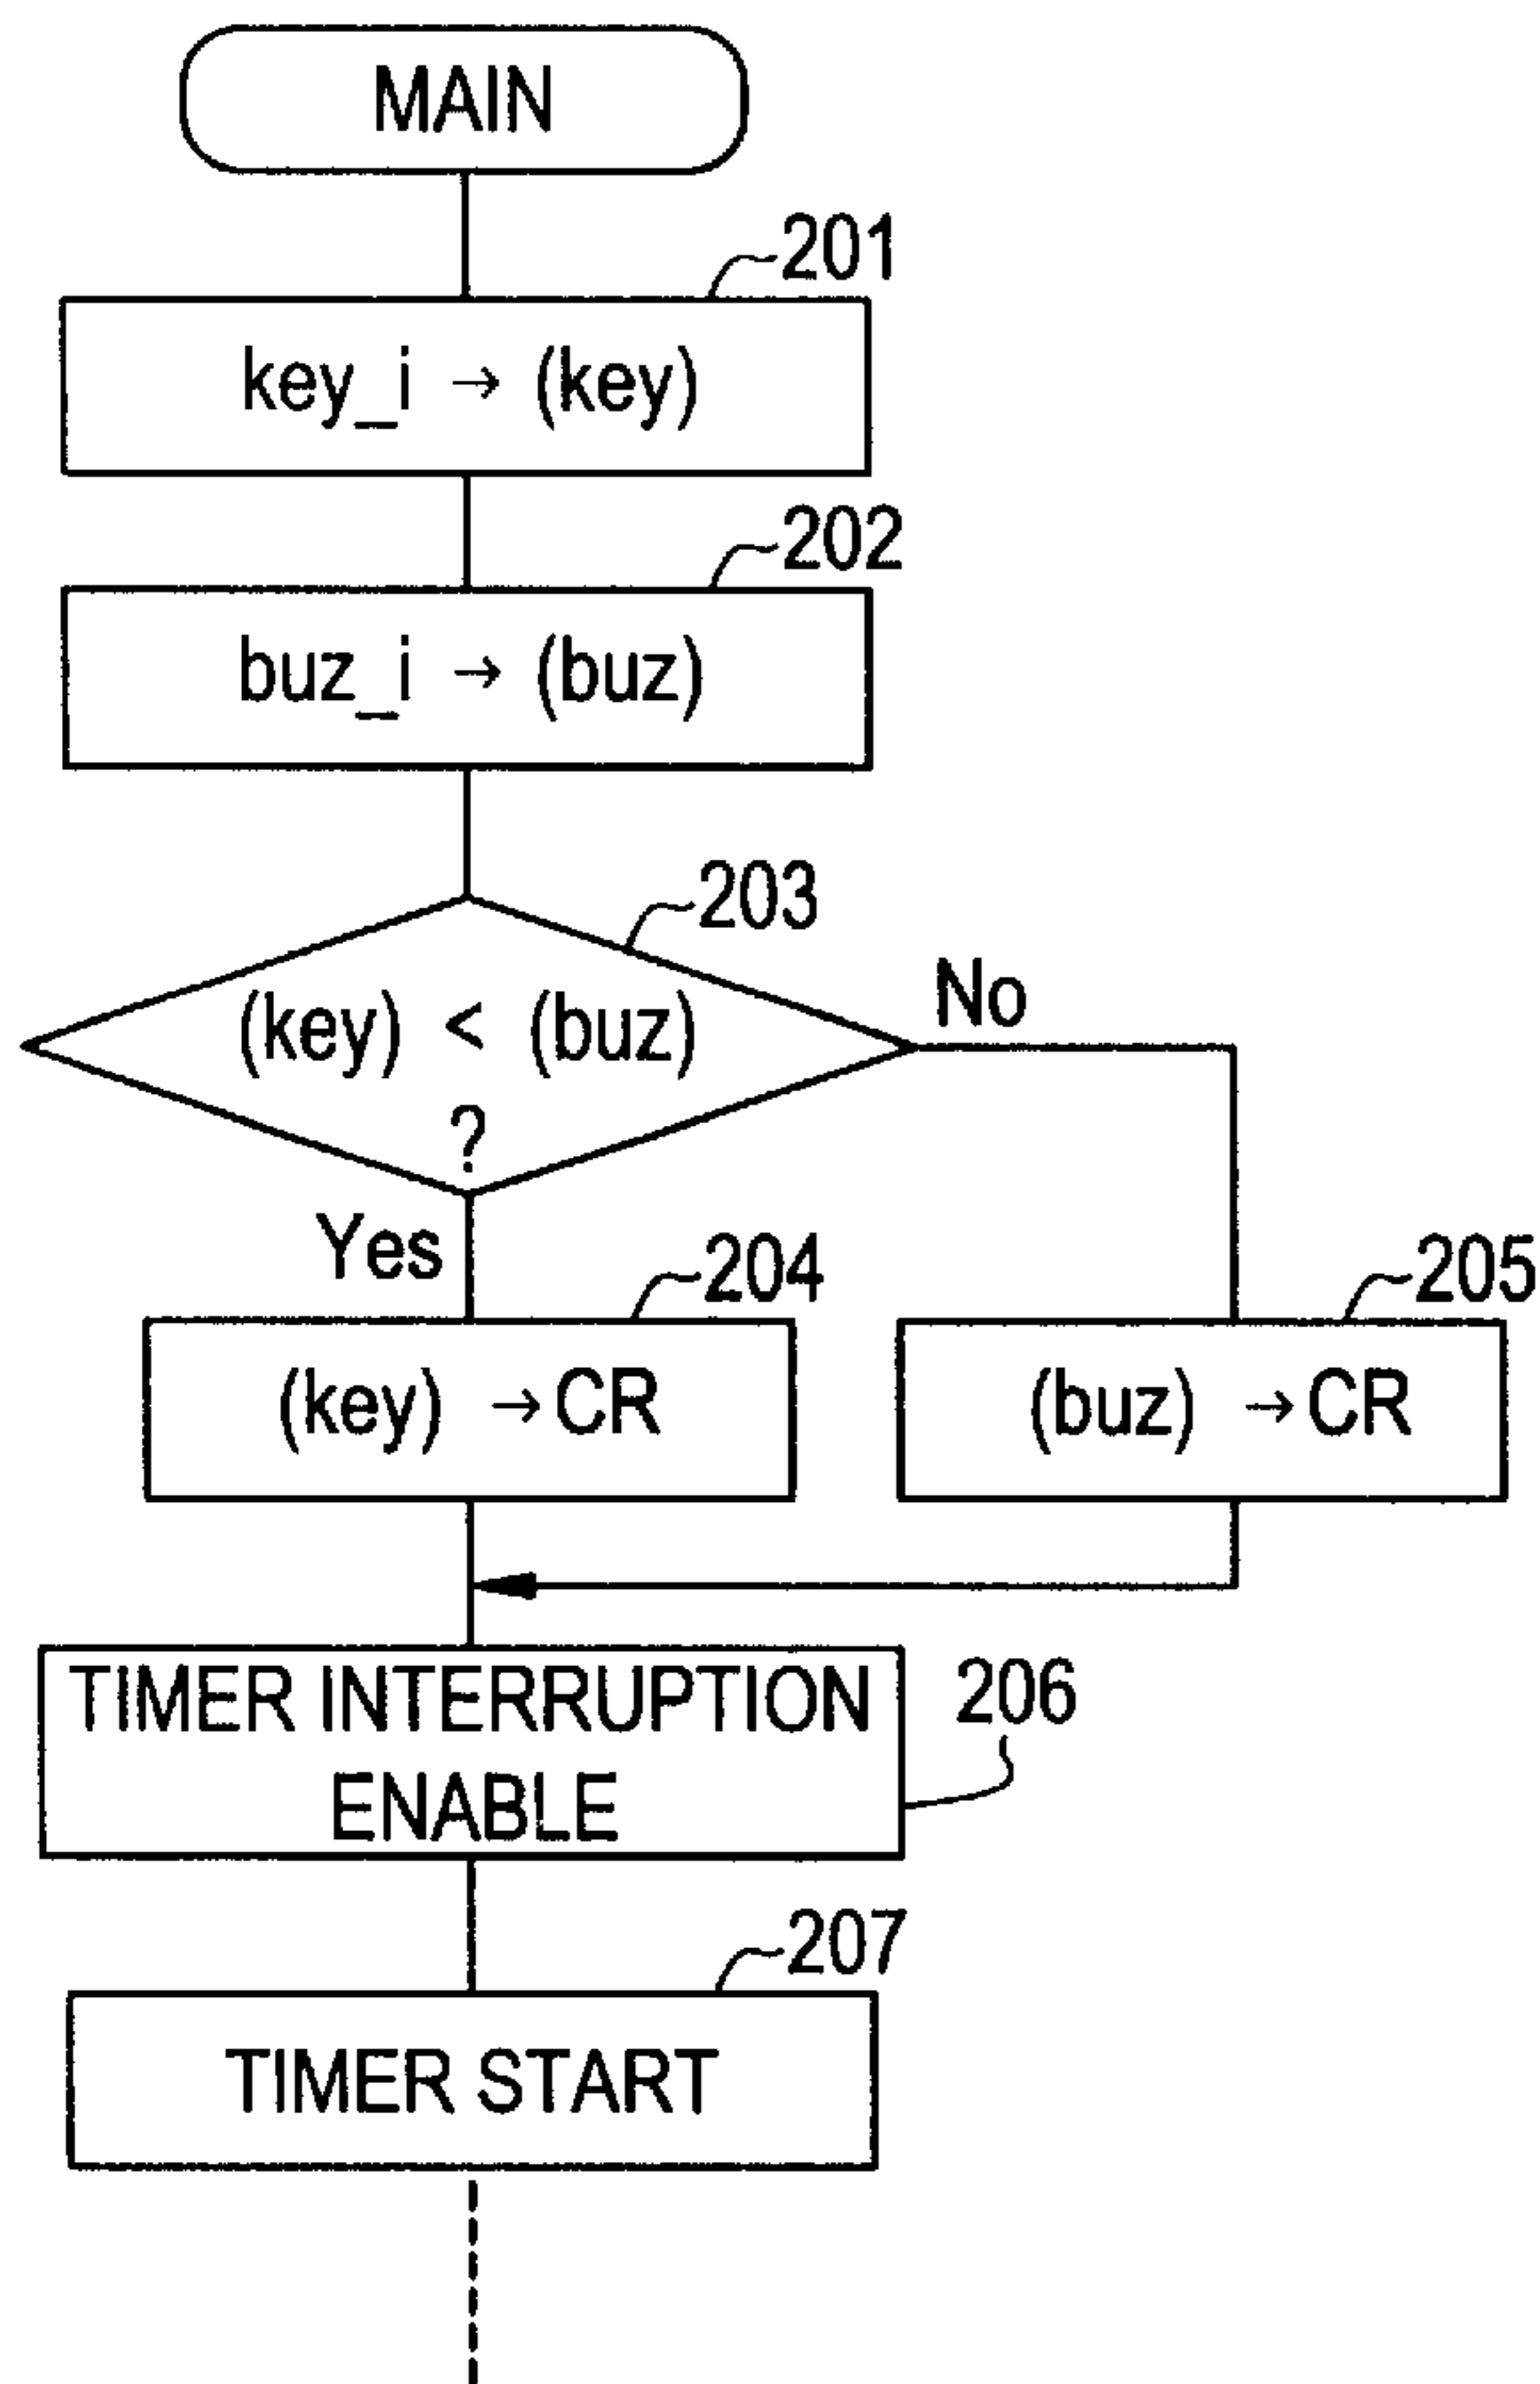 MAIN
201
key_i → (key)
202
buz_i → (buz)
203
(key) < (buz)
?
No
Yes
204
(key) → CR
205
(buz) → CR
TIMER INTERRUPTION
ENABLE
206
207
TIMER START